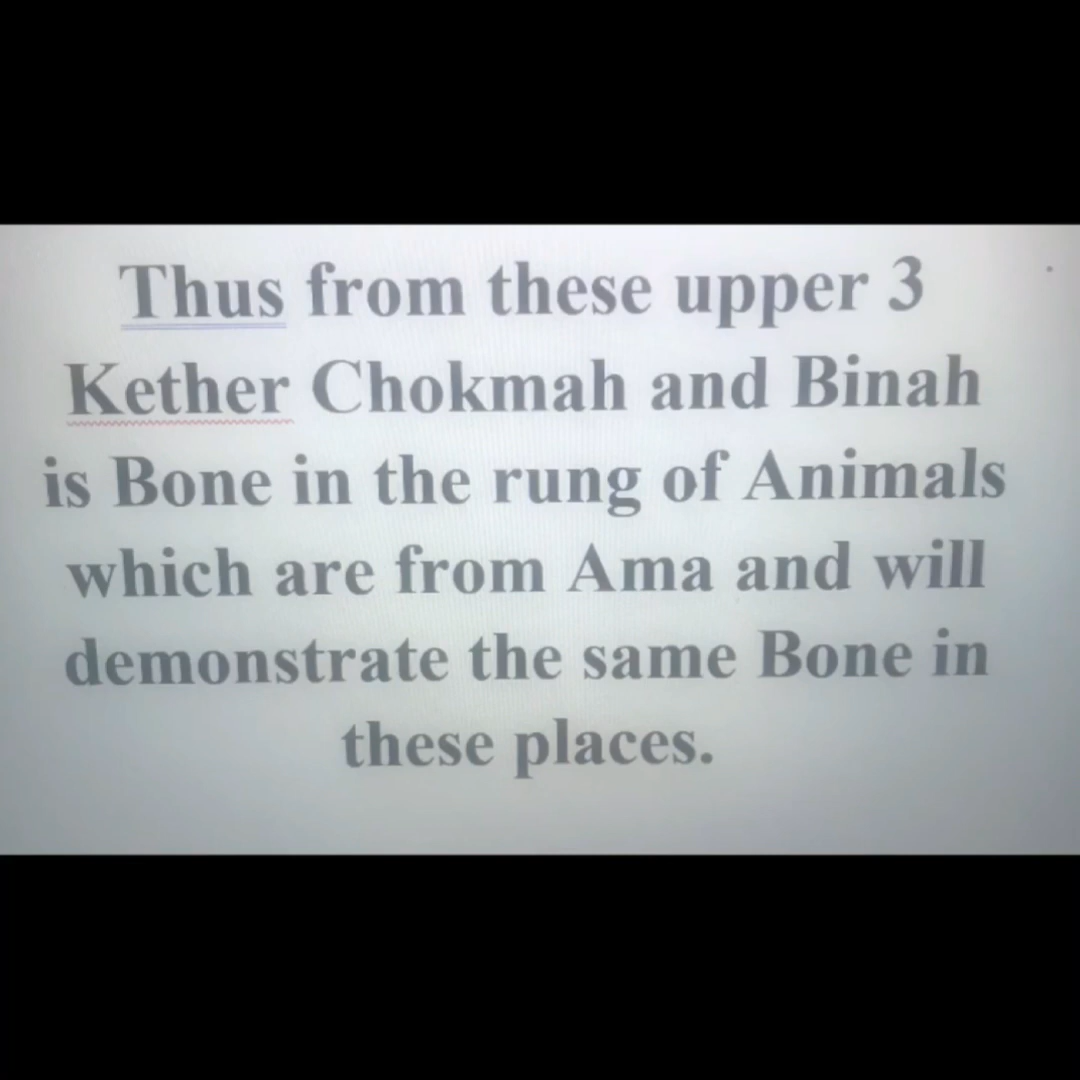 Thus from these upper 3
Kether Chokmah and Binah
is Bone in the rung of Animals
which are from Ama and will
demonstrate the same Bone in
these places.